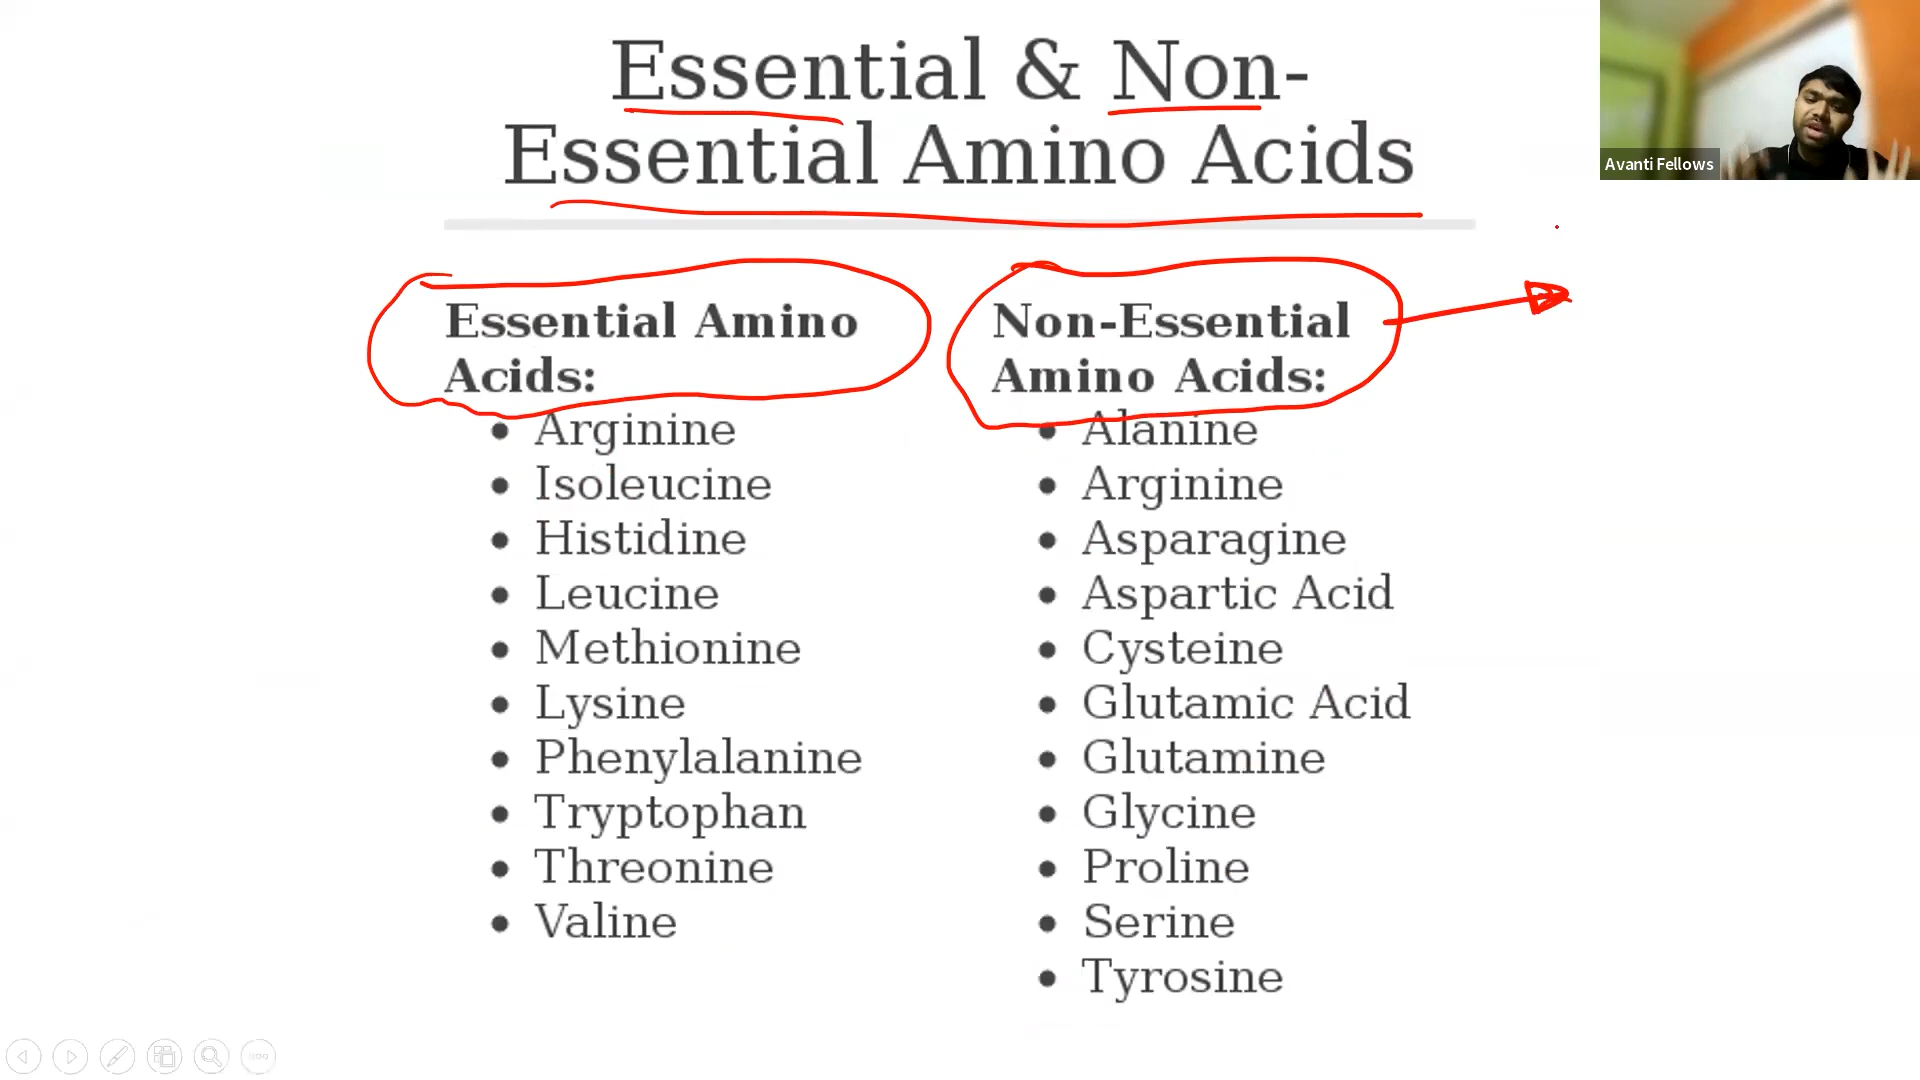 Essential & Non-
Essential Amino Acids
Avanti Fellows
Essential Amino
Acids:
• Arginine
• Isoleucine
• Histidine
• Leucine
• Methionine
• Lysine
• Phenylalanine
• Tryptophan
• Threonine
• Valine
Non-Essential
Amino Acids:
• Alanine
• Arginine
• Asparagine
• Aspartic Acid
• Cysteine
• Glutamic Acid
• Glutamine
• Glycine
• Proline
• Serine
• Tyrosine